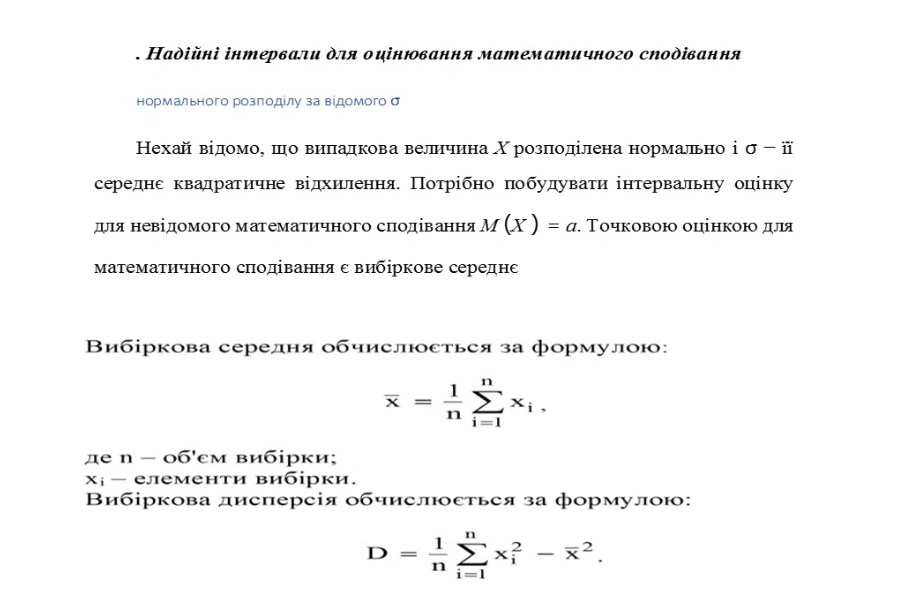 . Надійні інтервали для оцінювання математичного сподівання
нормального розподілу за відомого σ
Нехай відомо, що випадкова величина X розподілена нормально і σ − її
середнє квадратичне відхилення. Потрібно побудувати інтервальну оцінку
для невідомого математичного сподівання M (X ) = a. Точковою оцінкою для
математичного сподівання є вибіркове середнє
Вибіркова середня обчислюється за формулою:
x̅ = 1/n ∑_{i=1}^{n} x_i ,
де n – об'єм вибірки;
x_i – елементи вибірки.
Вибіркова дисперсія обчислюється за формулою:
D = 1/n ∑_{i=1}^{n} x_i^2 − x̅^2 .